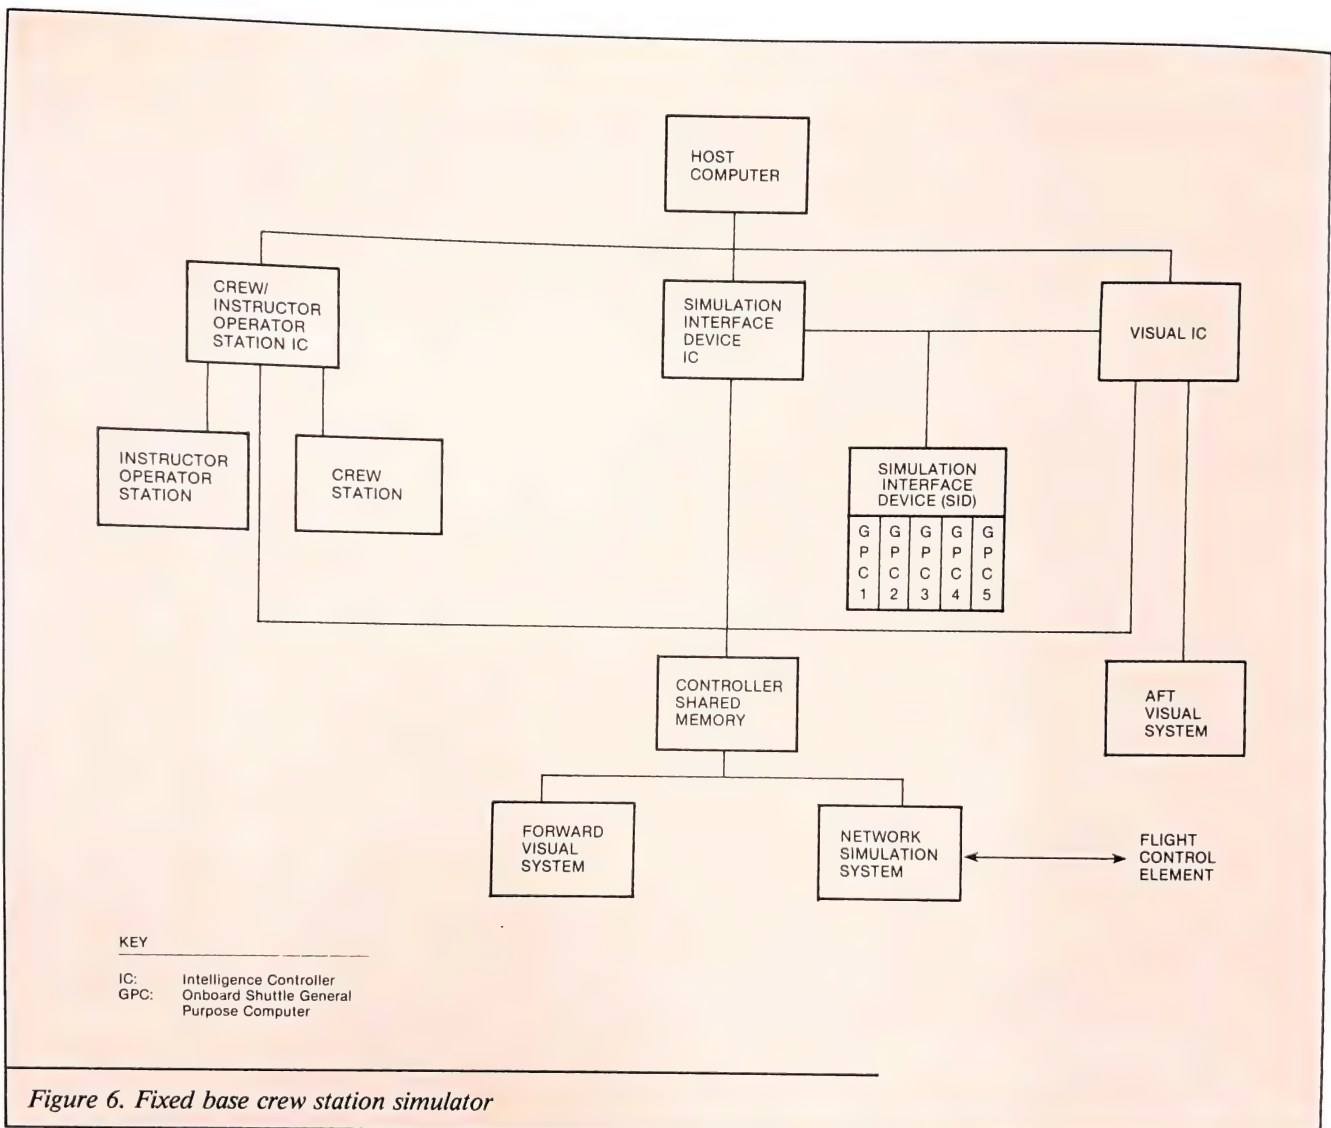 HOST
COMPUTER
CREW/
INSTRUCTOR
OPERATOR
STATION IC
SIMULATION
INTERFACE
DEVICE
IC
VISUAL IC
INSTRUCTOR
OPERATOR
STATION
CREW
STATION
SIMULATION
INTERFACE
DEVICE (SID)
G G G G G
P P P P P
C C C C C
1 2 3 4 5
CONTROLLER
SHARED
MEMORY
AFT
VISUAL
SYSTEM
FORWARD
VISUAL
SYSTEM
NETWORK
SIMULATION
SYSTEM
FLIGHT
CONTROL
ELEMENT
KEY
IC: Intelligence Controller
GPC: Onboard Shuttle General
Purpose Computer
Figure 6. Fixed base crew station simulator